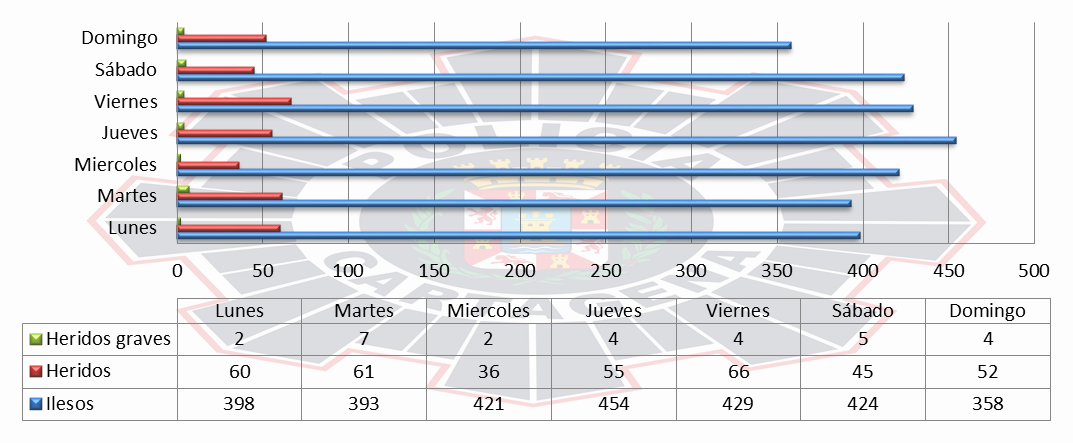 Domingo
Sábado
Viernes
Jueves
Miercoles
Martes
Lunes
0 50 100 150 200 250 300 350 400 450 500
Lunes Martes Miercoles Jueves Viernes Sábado Domingo
Heridos graves 2 7 2 4 4 5 4
Heridos 60 61 36 55 66 45 52
Ilesos 398 393 421 454 429 424 358
POLICIA
CARTAGENA